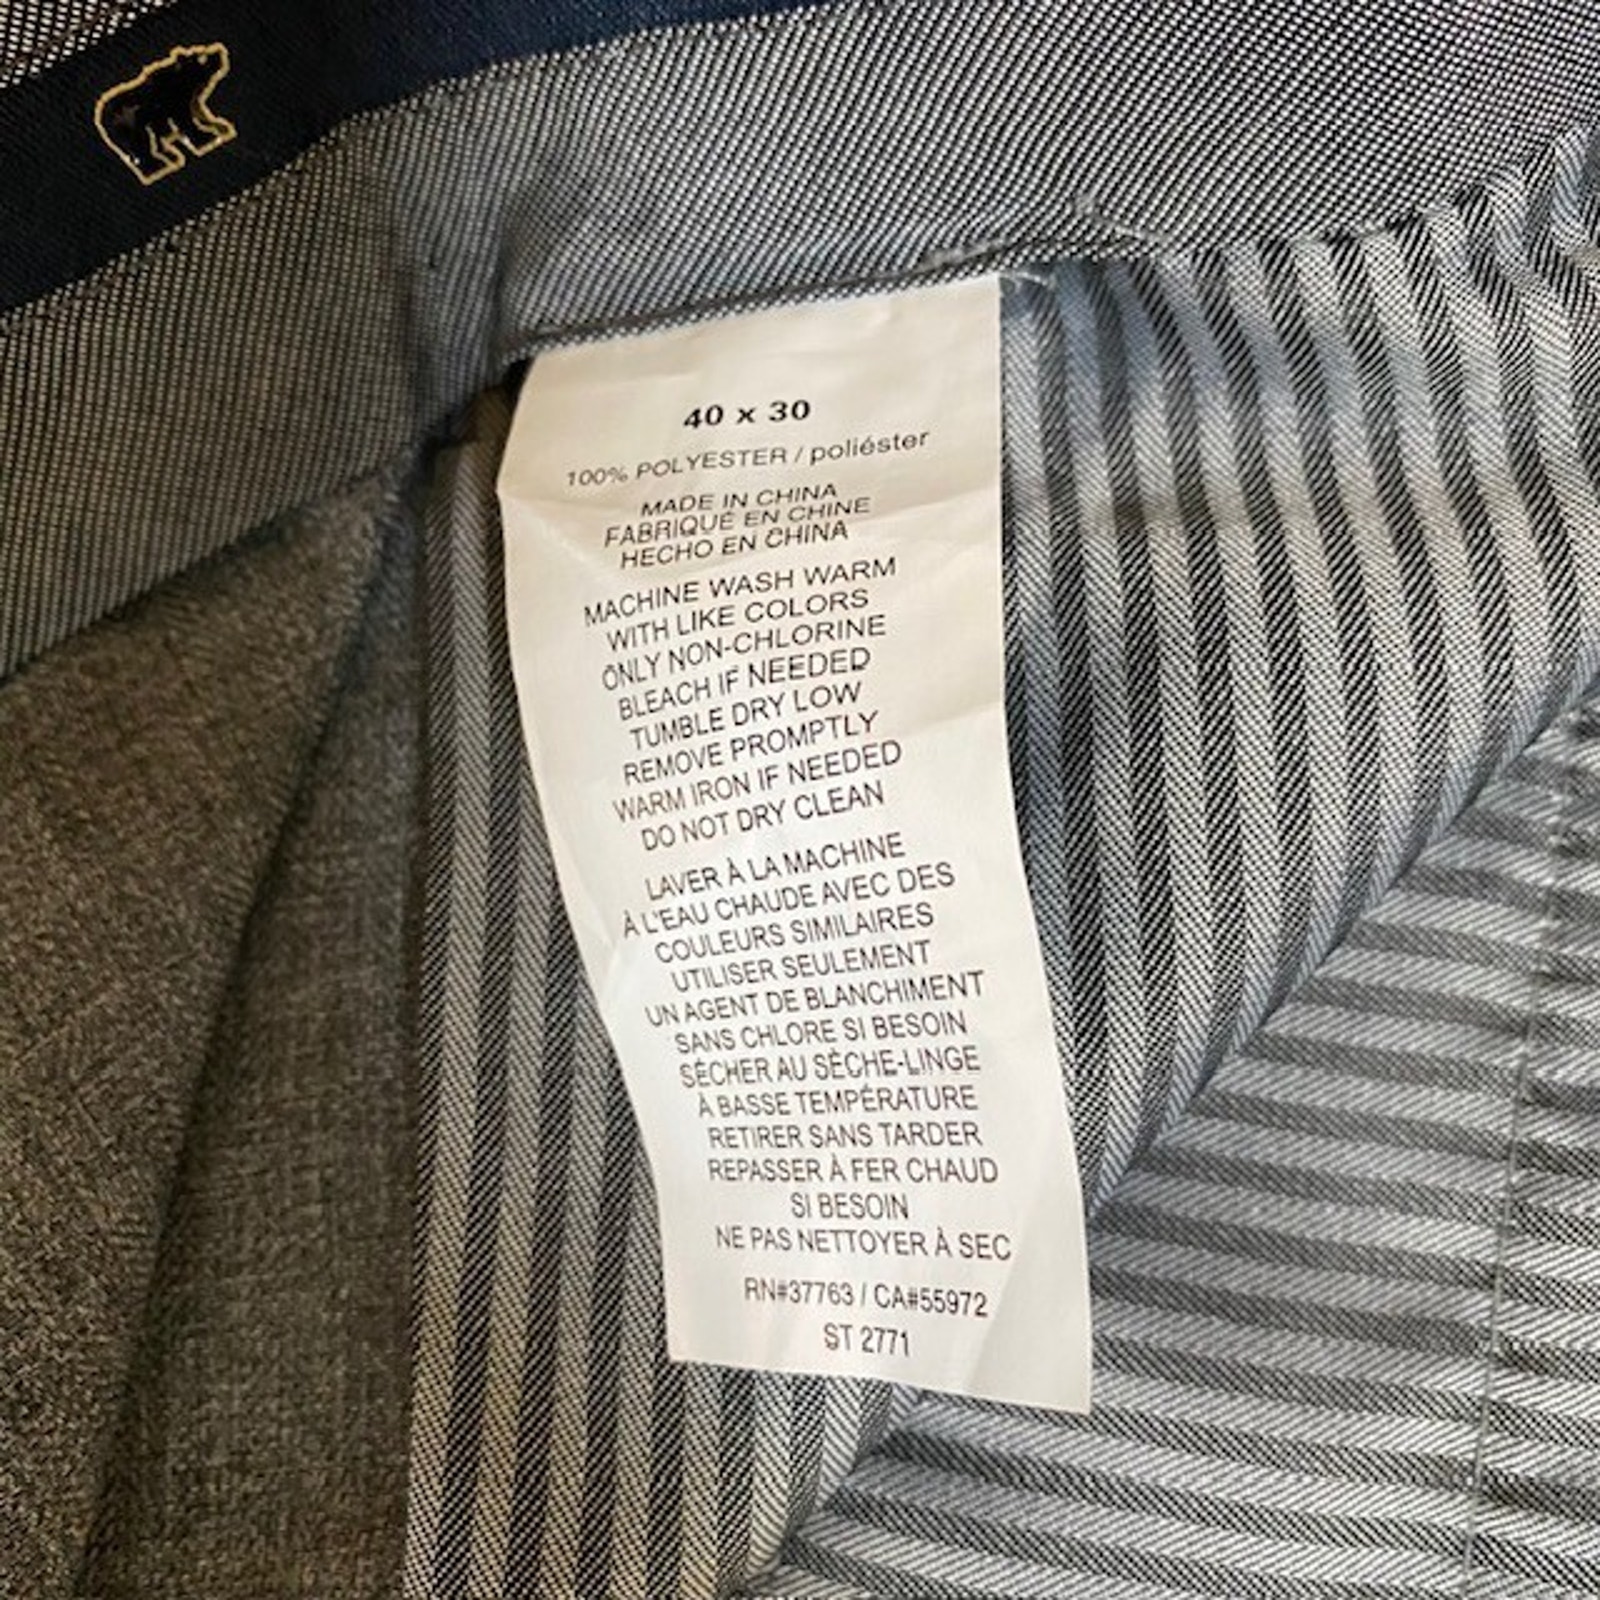 40 x 30
100% POLYESTER / poliéster
MADE IN CHINA
FABRIQUÉ EN CHINE
HECHO EN CHINA
MACHINE WASH WARM
WITH LIKE COLORS
ONLY NON-CHLORINE
BLEACH IF NEEDED
TUMBLE DRY LOW
REMOVE PROMPTLY
WARM IRON IF NEEDED
DO NOT DRY CLEAN
LAVER À LA MACHINE
À L'EAU CHAUDE AVEC DES
COULEURS SIMILAIRES
UTILISER SEULEMENT
UN AGENT DE BLANCHIMENT
SANS CHLORE SI BESOIN
SÉCHER AU SÈCHE-LINGE
À BASSE TEMPÉRATURE
RETIRER SANS TARDER
REPASSER À FER CHAUD
SI BESOIN
NE PAS NETTOYER À SEC
RN#37763 / CA#55972
ST 2771